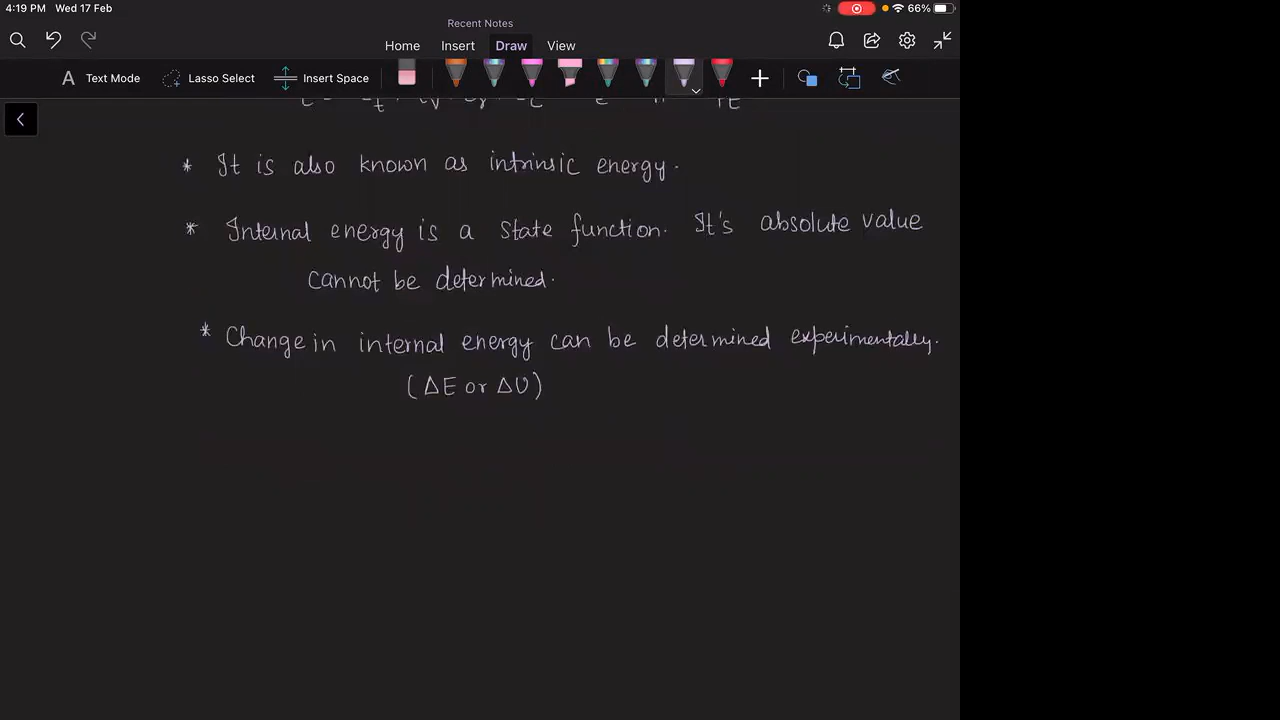 4:19 PM Wed 17 Feb
66%
Recent Notes
Home Insert Draw View
A Text Mode Lasso Select Insert Space
* It is also known as intrinsic energy.
* Internal energy is a state function. It's absolute value
cannot be determined.
* Change in internal energy can be determined experimentally.
(ΔE or ΔU)